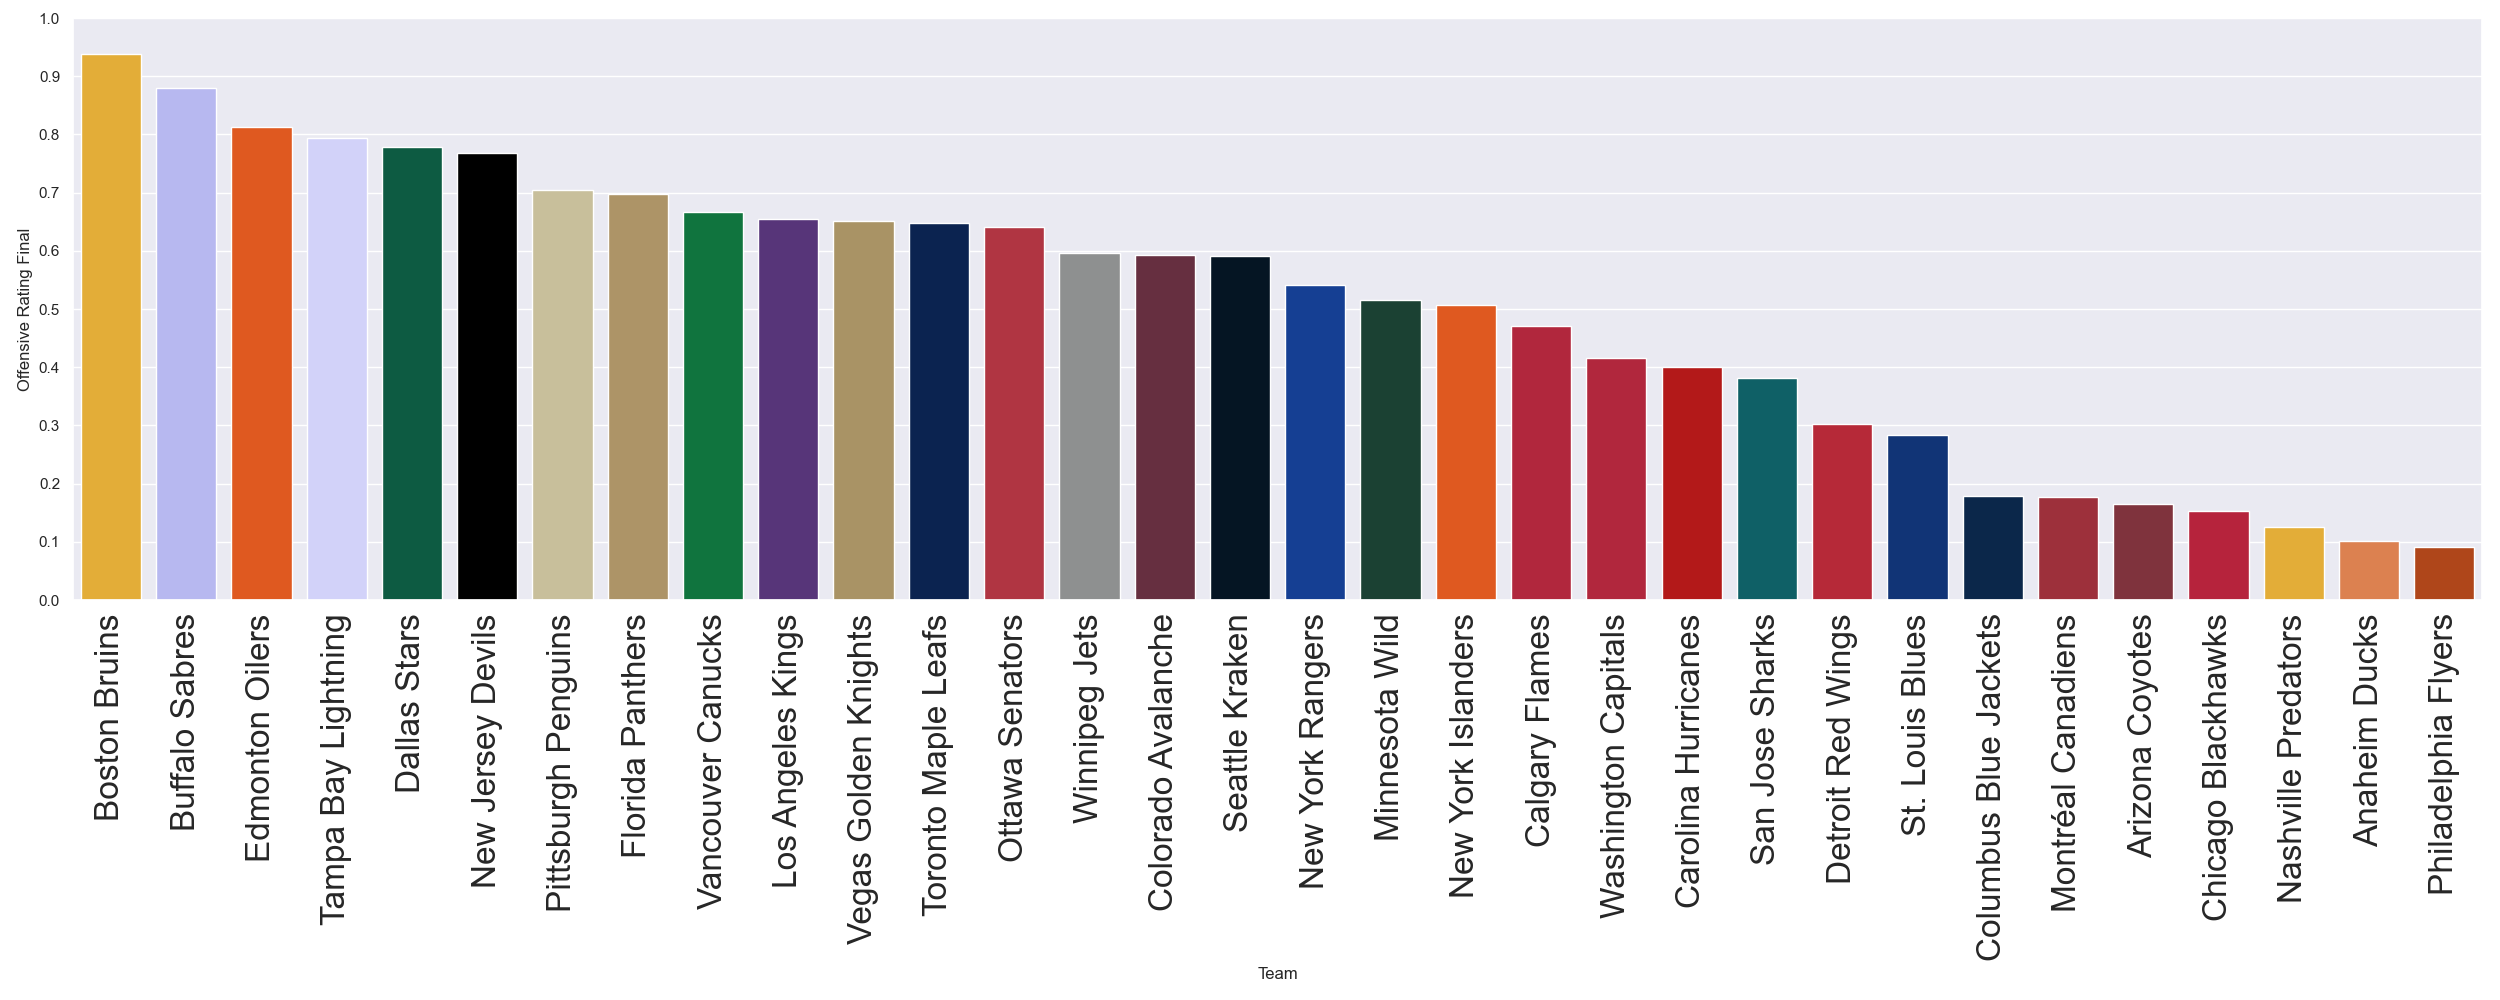 1.0
0.9
0.8
0.7
0.6
0.5
0.4
0.3
0.2
0.1
0.0
Offensive Rating Final
Boston Bruins
Buffalo Sabres
Edmonton Oilers
Tampa Bay Lightning
Dallas Stars
New Jersey Devils
Pittsburgh Penguins
Florida Panthers
Vancouver Canucks
Los Angeles Kings
Vegas Golden Knights
Toronto Maple Leafs
Ottawa Senators
Winnipeg Jets
Colorado Avalanche
Seattle Kraken
New York Rangers
Minnesota Wild
New York Islanders
Calgary Flames
Washington Capitals
Carolina Hurricanes
San Jose Sharks
Detroit Red Wings
St. Louis Blues
Columbus Blue Jackets
Montréal Canadiens
Arizona Coyotes
Chicago Blackhawks
Nashville Predators
Anaheim Ducks
Philadelphia Flyers
Team